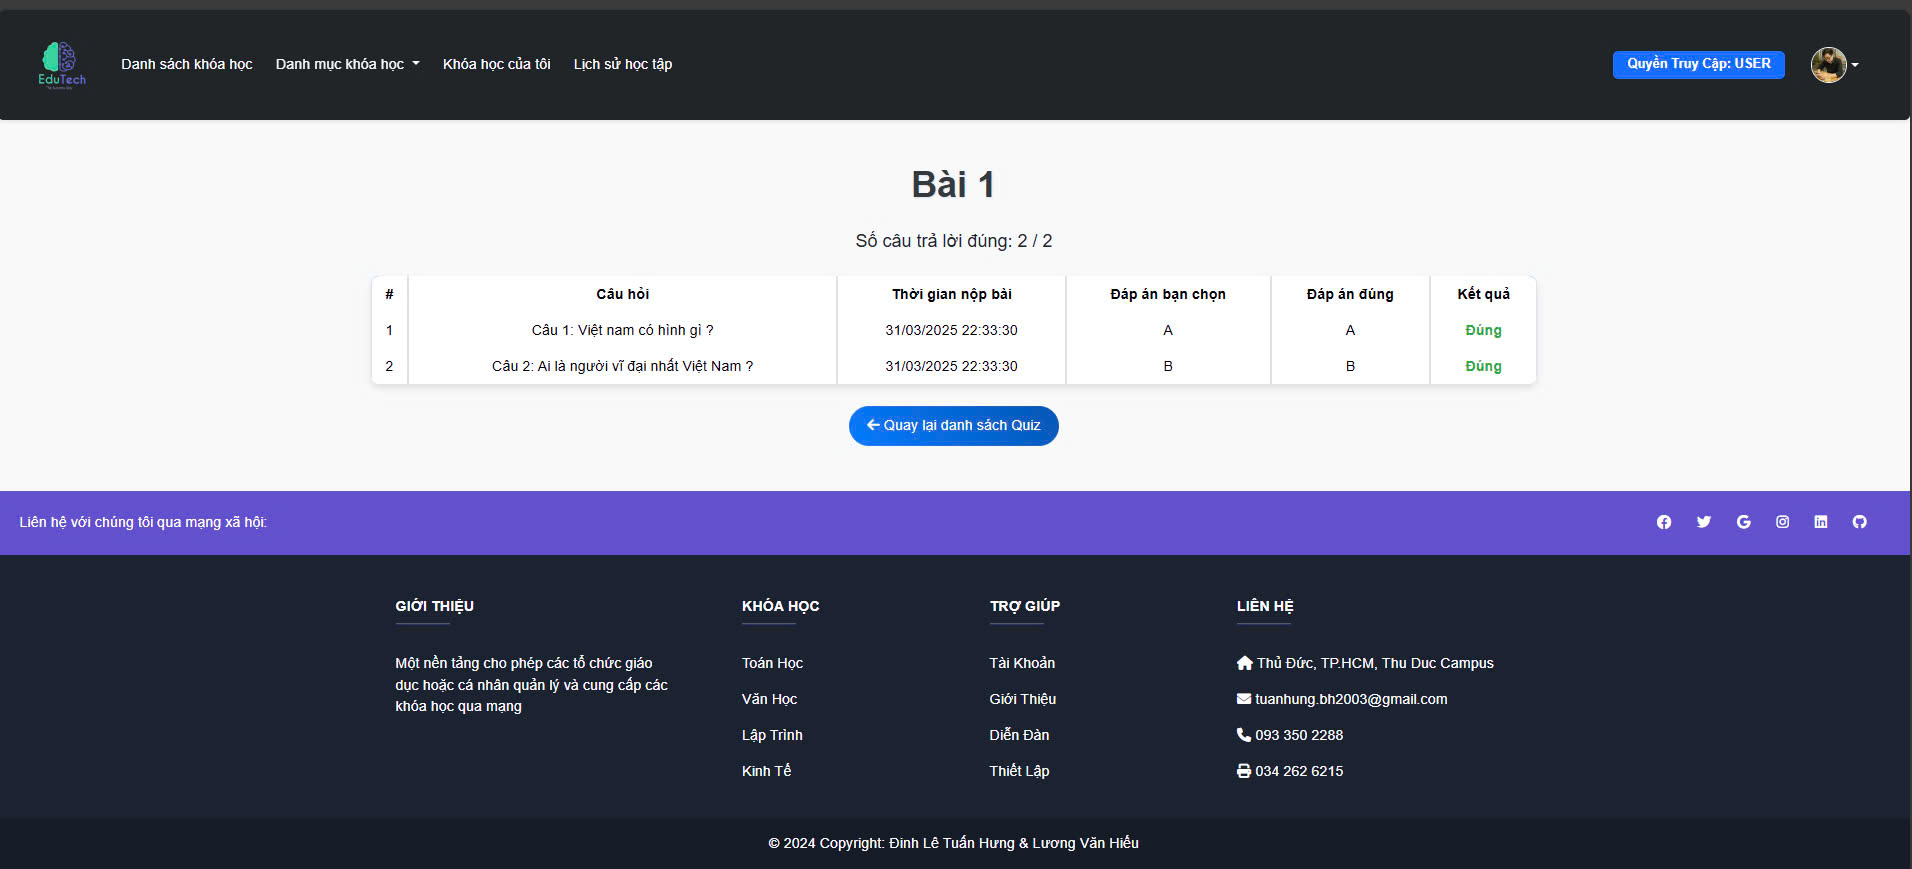 EduTech
Danh sách khóa học Danh mục khóa học Khóa học của tôi Lịch sử học tập Quyền Truy Cập: USER
Bài 1
Số câu trả lời đúng: 2 / 2
# Câu hỏi Thời gian nộp bài Đáp án bạn chọn Đáp án đúng Kết quả
1 Câu 1: Việt nam có hình gì ? 31/03/2025 22:33:30 A A Đúng
2 Câu 2: Ai là người vĩ đại nhất Việt Nam ? 31/03/2025 22:33:30 B B Đúng
Quay lại danh sách Quiz
Liên hệ với chúng tôi qua mạng xã hội:
GIỚI THIỆU
Một nền tảng cho phép các tổ chức giáo
dục hoặc cá nhân quản lý và cung cấp các
khóa học qua mạng
KHÓA HỌC
Toán Học
Văn Học
Lập Trình
Kinh Tế
TRỢ GIÚP
Tài Khoản
Giới Thiệu
Diễn Đàn
Thiết Lập
LIÊN HỆ
Thủ Đức, TP.HCM, Thu Duc Campus
tuanhung.bh2003@gmail.com
093 350 2288
034 262 6215
© 2024 Copyright: Đinh Lê Tuấn Hưng & Lương Văn Hiếu